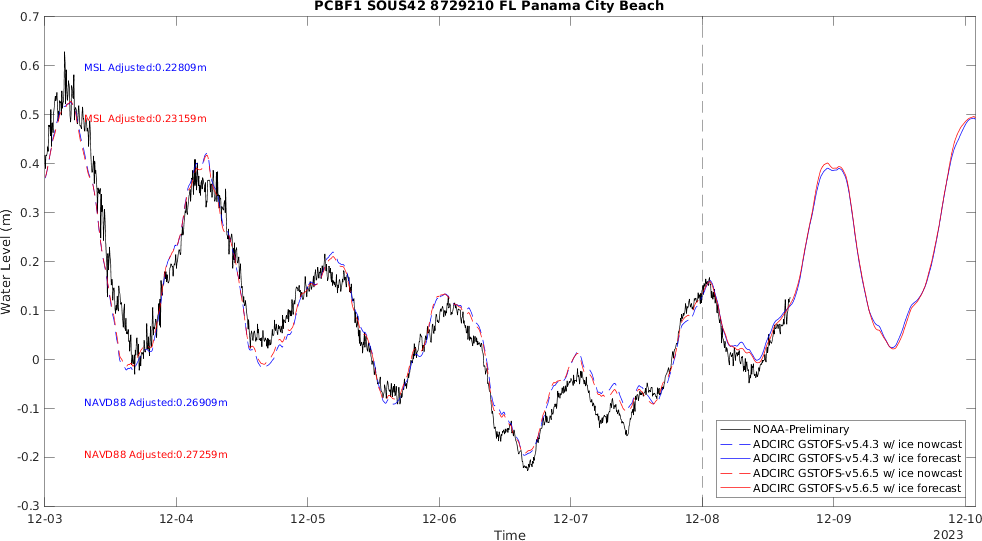 PCBF1 SOUS42 8729210 FL Panama City Beach
0.7
0.6
0.5
0.4
0.3
0.2
0.1
0
-0.1
-0.2
-0.3
Water Level (m)
MSL Adjusted:0.22809m
MSL Adjusted:0.23159m
NAVD88 Adjusted:0.26909m
NAVD88 Adjusted:0.27259m
NOAA-Preliminary
ADCIRC GSTOFS-v5.4.3 w/ ice nowcast
ADCIRC GSTOFS-v5.4.3 w/ ice forecast
ADCIRC GSTOFS-v5.6.5 w/ ice nowcast
ADCIRC GSTOFS-v5.6.5 w/ ice forecast
12-03 12-04 12-05 12-06 12-07 12-08 12-09 12-10
Time
2023